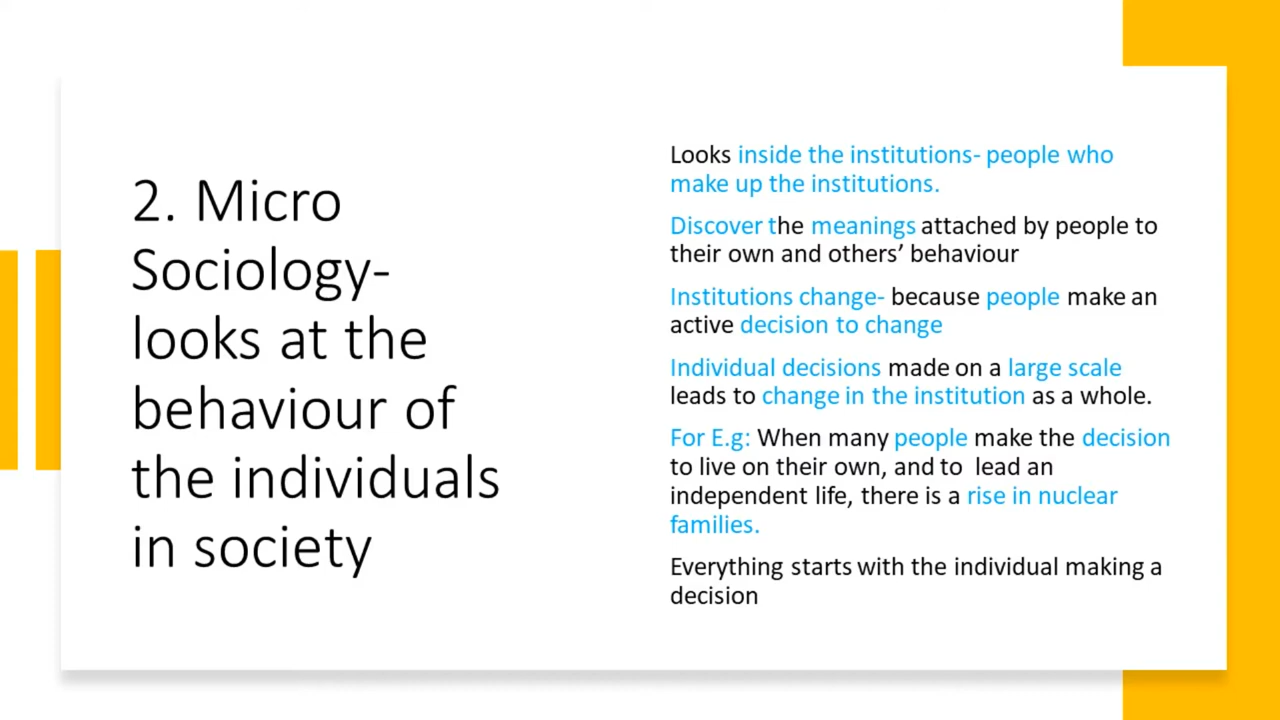 2. Micro
Sociology-
looks at the
behaviour of
the individuals
in society
Looks inside the institutions- people who
make up the institutions.
Discover the meanings attached by people to
their own and others’ behaviour
Institutions change- because people make an
active decision to change
Individual decisions made on a large scale
leads to change in the institution as a whole.
For E.g: When many people make the decision
to live on their own, and to lead an
independent life, there is a rise in nuclear
families.
Everything starts with the individual making a
decision